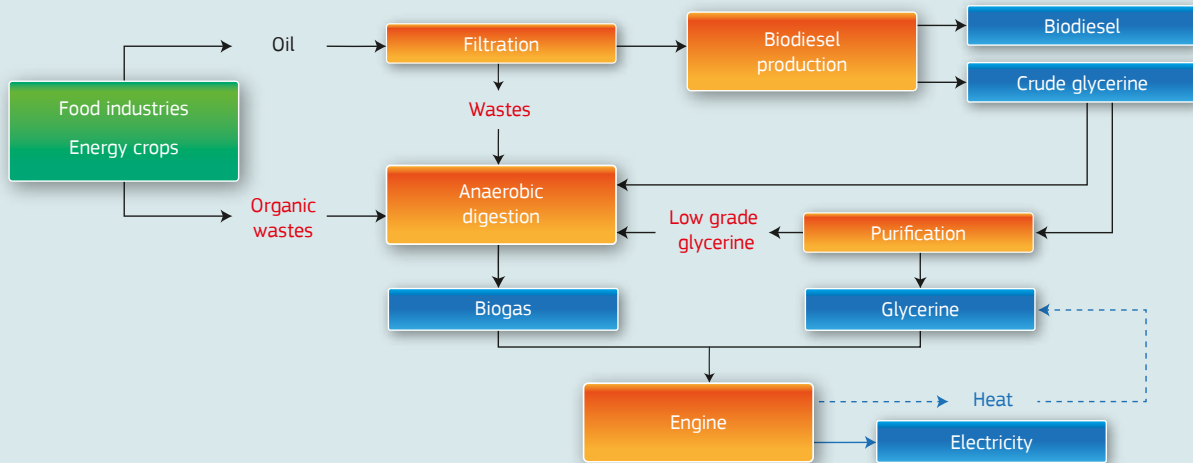 Oil
Filtration
Biodiesel
production
Biodiesel
Crude glycerine
Food industries
Energy crops
Wastes
Organic
wastes
Anaerobic
digestion
Low grade
glycerine
Purification
Biogas
Glycerine
Engine
Heat
Electricity